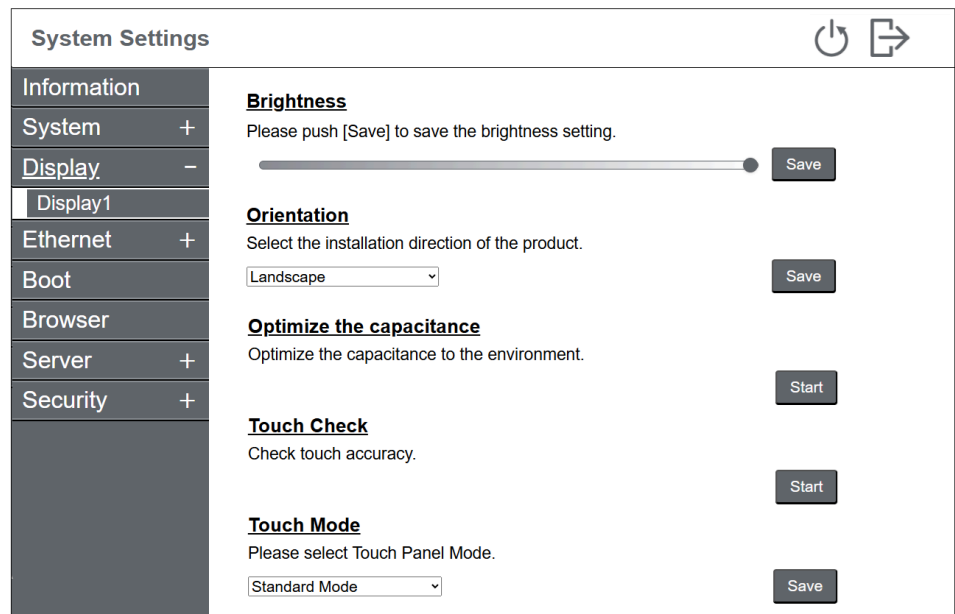 System Settings
Information
System +
Display −
Display1
Ethernet +
Boot
Browser
Server +
Security +
Brightness
Please push [Save] to save the brightness setting.
Save
Orientation
Select the installation direction of the product.
Landscape
Save
Optimize the capacitance
Optimize the capacitance to the environment.
Start
Touch Check
Check touch accuracy.
Start
Touch Mode
Please select Touch Panel Mode.
Standard Mode
Save